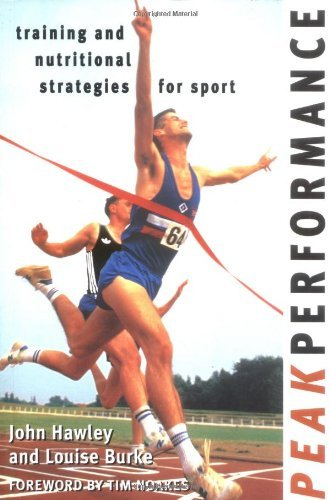 training and
nutritional
strategies for sport
PEAK PERFORMANCE
64
John Hawley
and Louise Burke
FOREWORD BY TIM NOAKES